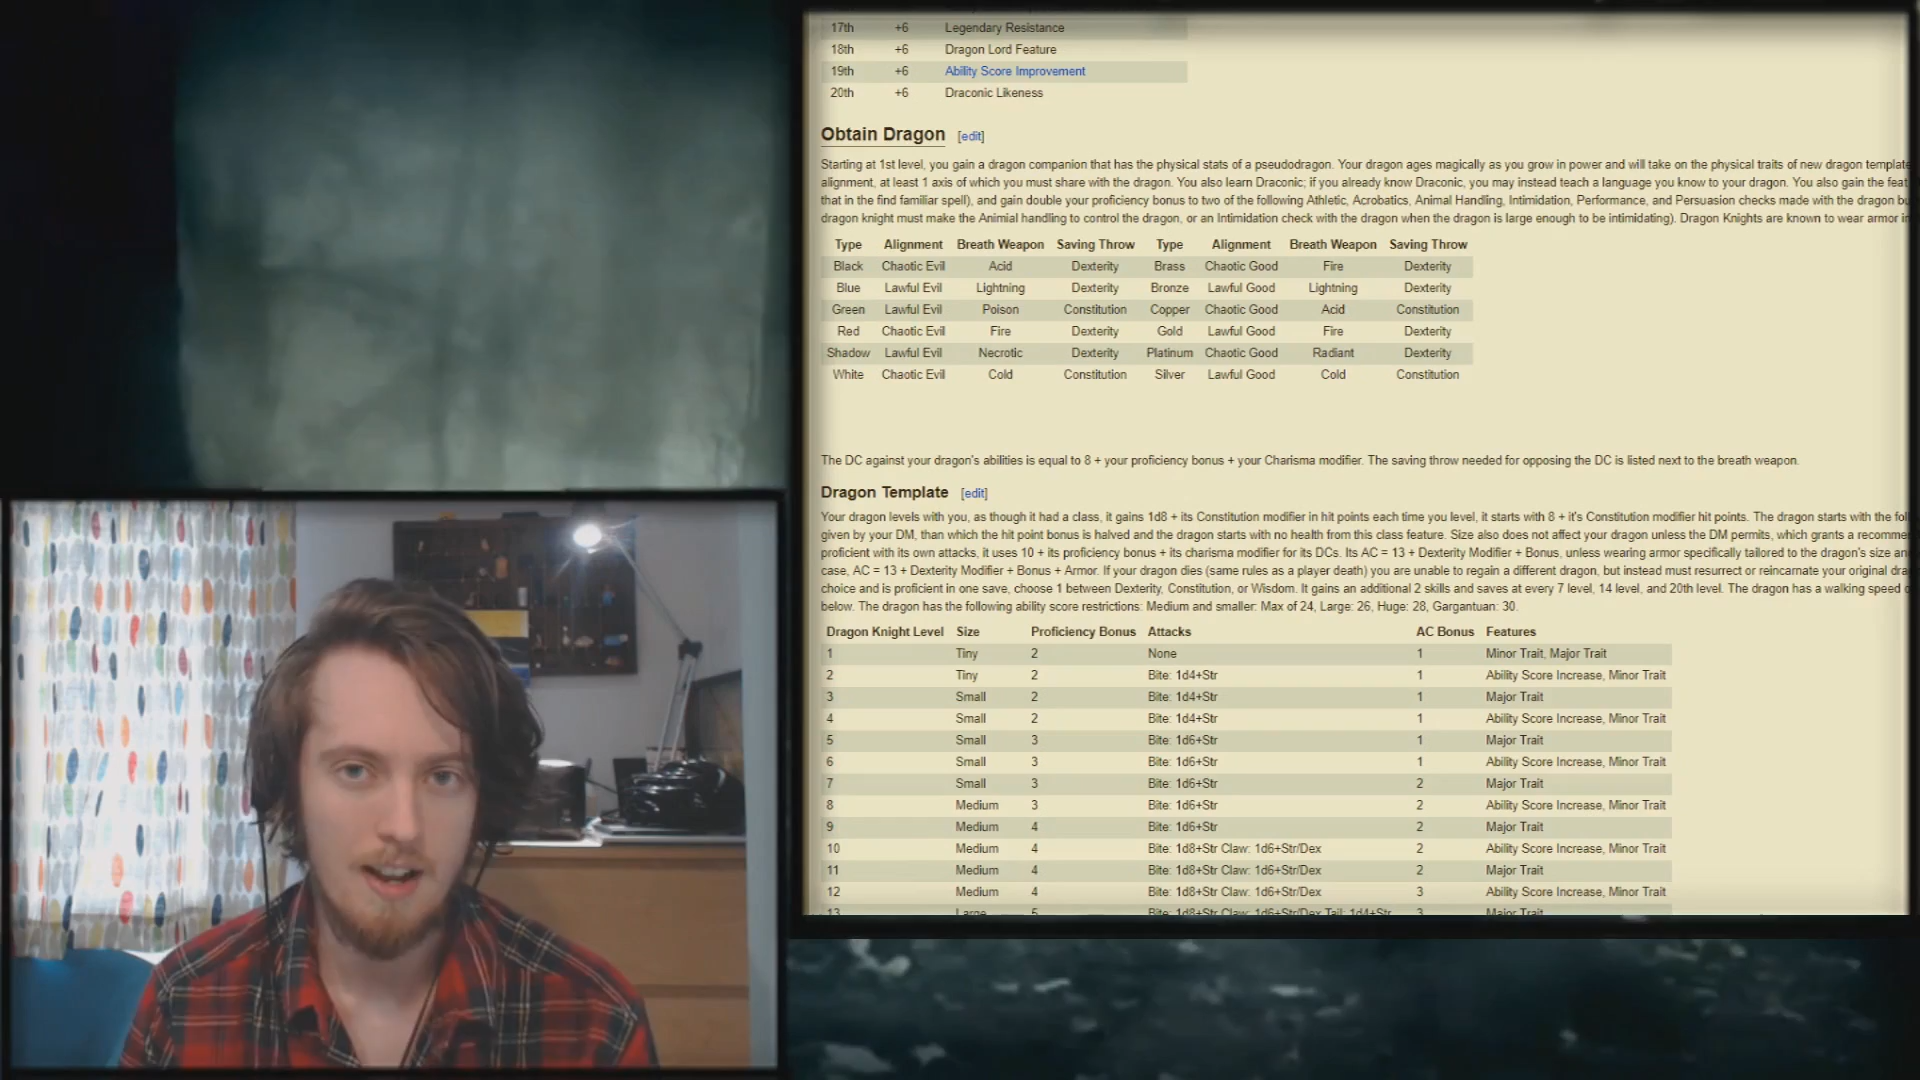 17th +6 Legendary Resistance
18th +6 Dragon Lord Feature
19th +6 Ability Score Improvement
20th +6 Draconic Likeness
Obtain Dragon [edit]
Starting at 1st level, you gain a dragon companion that has the physical stats of a pseudodragon. Your dragon ages magically as you grow in power and will take on the physical traits of new dragon template
alignment, at least 1 axis of which you must share with the dragon. You also learn Draconic; if you already know Draconic, you may instead teach a language you know to your dragon. You also gain the feat
that in the find familiar spell), and gain double your proficiency bonus to two of the following Athletic, Acrobatics, Animal Handling, Intimidation, Performance, and Persuasion checks made with the dragon bu
dragon knight must make the Animial handling to control the dragon, or an Intimidation check with the dragon when the dragon is large enough to be intimidating). Dragon Knights are known to wear armor i
Type Alignment Breath Weapon Saving Throw Type Alignment Breath Weapon Saving Throw
Black Chaotic Evil Acid Dexterity Brass Chaotic Good Fire Dexterity
Blue Lawful Evil Lightning Dexterity Bronze Lawful Good Lightning Dexterity
Green Lawful Evil Poison Constitution Copper Chaotic Good Acid Constitution
Red Chaotic Evil Fire Dexterity Gold Lawful Good Fire Dexterity
Shadow Lawful Evil Necrotic Dexterity Platinum Chaotic Good Radiant Dexterity
White Chaotic Evil Cold Constitution Silver Lawful Good Cold Constitution
The DC against your dragon's abilities is equal to 8 + your proficiency bonus + your Charisma modifier. The saving throw needed for opposing the DC is listed next to the breath weapon.
Dragon Template [edit]
Your dragon levels with you, as though it had a class, it gains 1d8 + its Constitution modifier in hit points each time you level, it starts with 8 + it's Constitution modifier hit points. The dragon starts with the fol
given by your DM, than which the hit point bonus is halved and the dragon starts with no health from this class feature. Size also does not affect your dragon unless the DM permits, which grants a recomme
proficient with its own attacks, it uses 10 + its proficiency bonus + its charisma modifier for its DCs. Its AC = 13 + Dexterity Modifier + Bonus, unless wearing armor specifically tailored to the dragon's size an
case, AC = 13 + Dexterity Modifier + Bonus + Armor. If your dragon dies (same rules as a player death) you are unable to regain a different dragon, but instead must resurrect or reincarnate your original dra
choice and is proficient in one save, choose 1 between Dexterity, Constitution, or Wisdom. It gains an additional 2 skills and saves at every 7 level, 14 level, and 20th level. The dragon has a walking speed
below. The dragon has the following ability score restrictions: Medium and smaller: Max of 24, Large: 26, Huge: 28, Gargantuan: 30.
Dragon Knight Level Size Proficiency Bonus Attacks AC Bonus Features
1 Tiny 2 None 1 Minor Trait, Major Trait
2 Tiny 2 Bite: 1d4+Str 1 Ability Score Increase, Minor Trait
3 Small 2 Bite: 1d4+Str 1 Major Trait
4 Small 2 Bite: 1d4+Str 1 Ability Score Increase, Minor Trait
5 Small 3 Bite: 1d6+Str 1 Major Trait
6 Small 3 Bite: 1d6+Str 1 Ability Score Increase, Minor Trait
7 Small 3 Bite: 1d6+Str 2 Major Trait
8 Medium 3 Bite: 1d6+Str 2 Ability Score Increase, Minor Trait
9 Medium 4 Bite: 1d6+Str 2 Major Trait
10 Medium 4 Bite: 1d8+Str Claw: 1d6+Str/Dex 2 Ability Score Increase, Minor Trait
11 Medium 4 Bite: 1d8+Str Claw: 1d6+Str/Dex 2 Major Trait
12 Medium 4 Bite: 1d8+Str Claw: 1d6+Str/Dex 3 Ability Score Increase, Minor Trait
13 Large 5 Bite: 1d8+Str Claw: 1d6+Str/Dex Tail: 1d4+Str 3 Major Trait